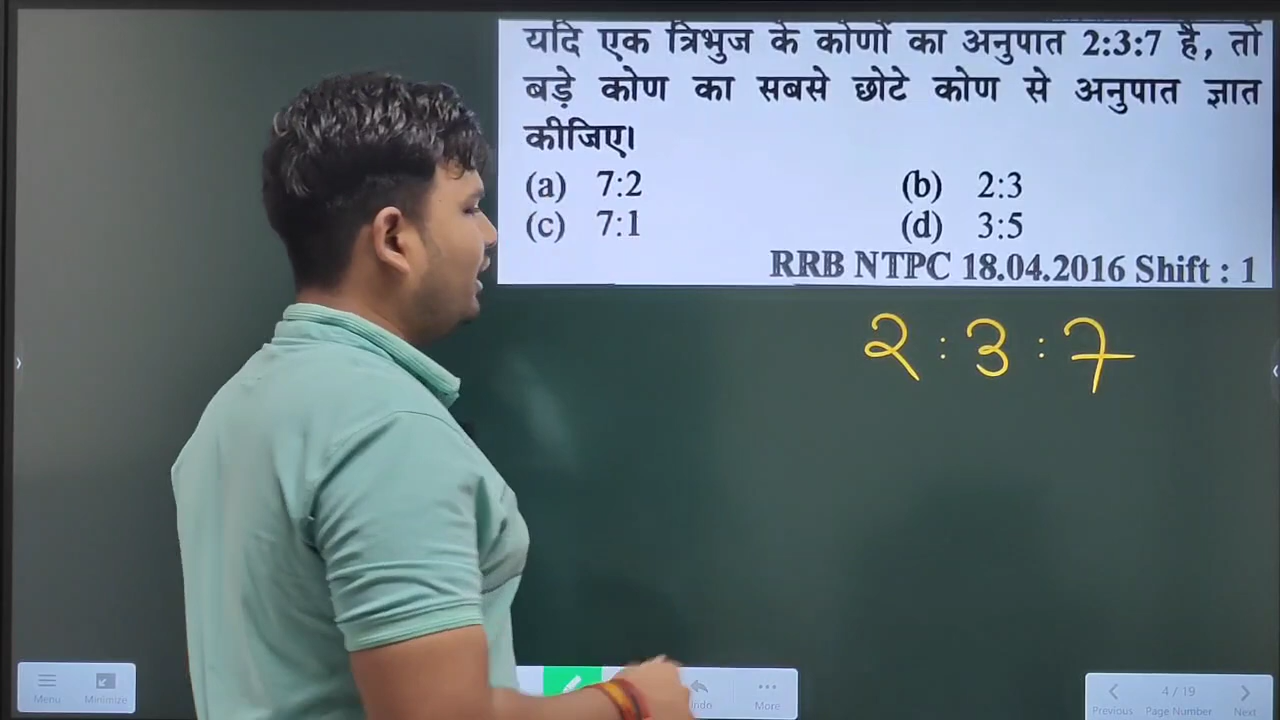 यदि एक त्रिभुज के कोणों का अनुपात 2:3:7 है, तो
बड़े कोण का सबसे छोटे कोण से अनुपात ज्ञात
कीजिए।
(a) 7:2 (b) 2:3
(c) 7:1 (d) 3:5
RRB NTPC 18.04.2016 Shift : 1
2 : 3 : 7
Menu Minimize ndo More Previous 4 / 19 Page Number Next